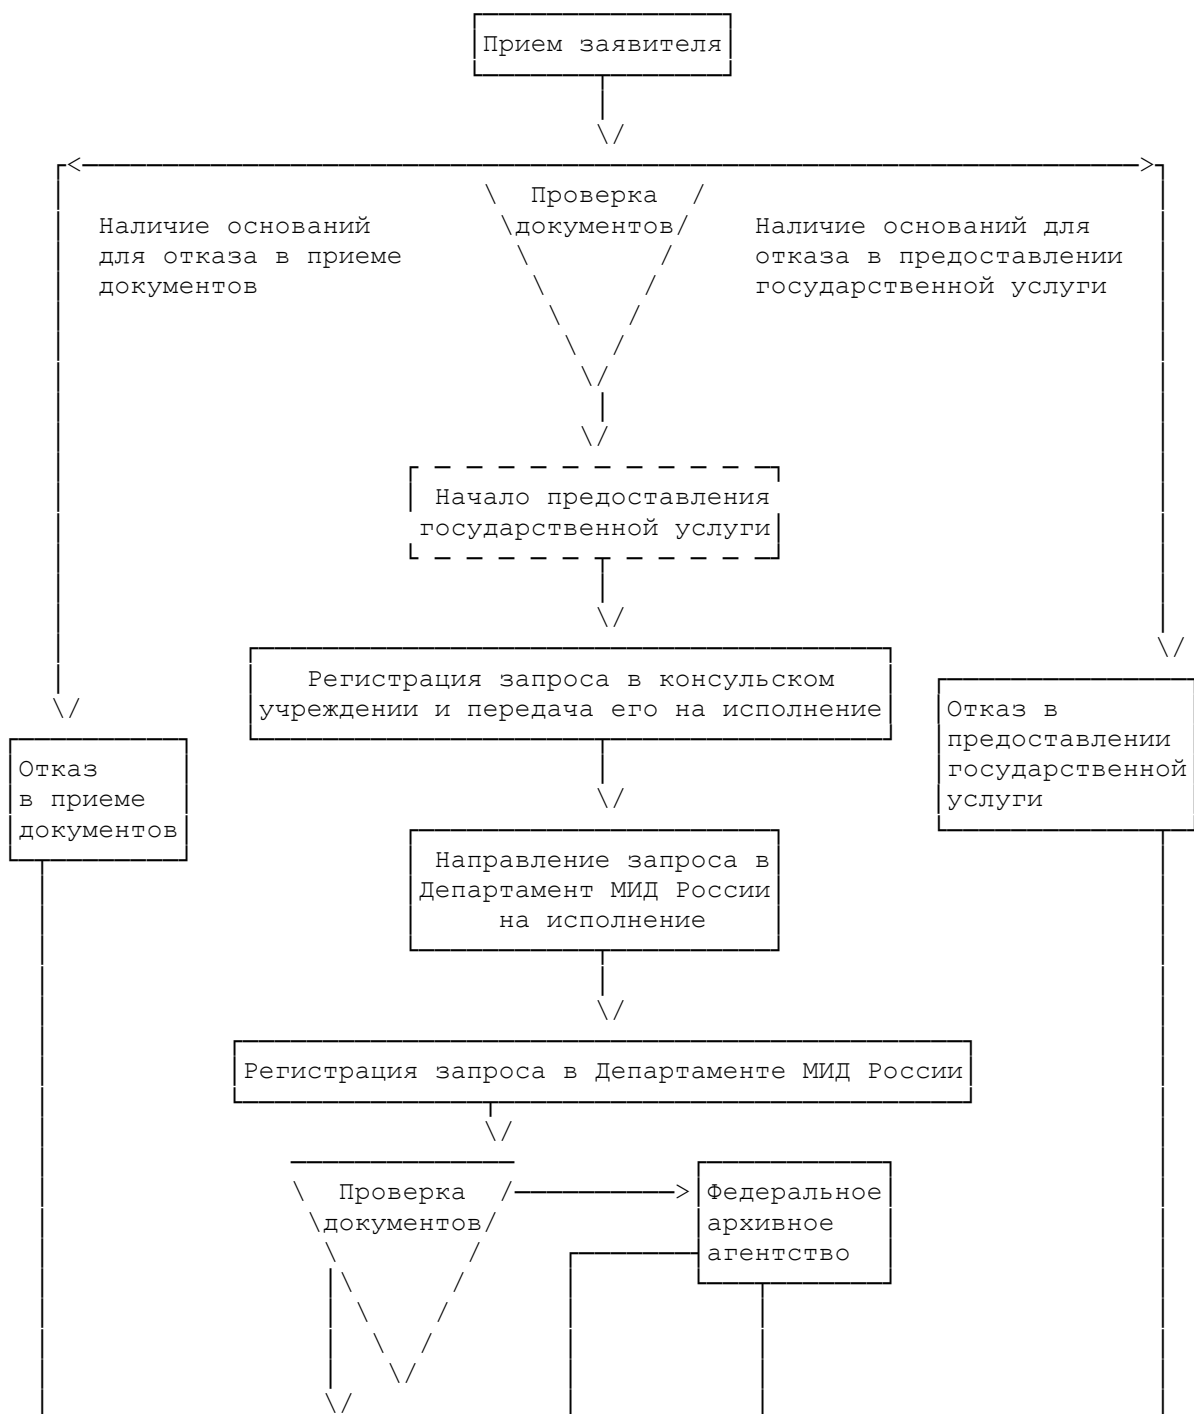 Прием заявителя
Проверка
документов
Наличие оснований
для отказа в приеме
документов
Наличие оснований для
отказа в предоставлении
государственной услуги
Начало предоставления
государственной услуги
Регистрация запроса в консульском
учреждении и передача его на исполнение
Отказ в
предоставлении
государственной
услуги
Отказ
в приеме
документов
Направление запроса в
Департамент МИД России
на исполнение
Регистрация запроса в Департаменте МИД России
Проверка
документов
Федеральное
архивное
агентство